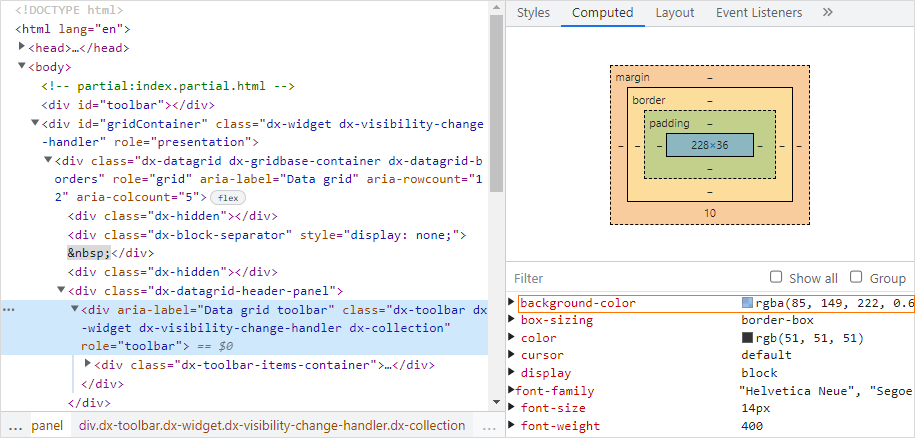 <!DOCTYPE html>
<html lang="en">
<head>…</head>
<body>
<!-- partial:index.partial.html -->
<div id="toolbar"></div>
<div id="gridContainer" class="dx-widget dx-visibility-change
-handler" role="presentation">
<div class="dx-datagrid dx-gridbase-container dx-datagrid-b
orders" role="grid" aria-label="Data grid" aria-rowcount="1
2" aria-colcount="5"> flex
<div class="dx-hidden"></div>
<div class="dx-block-separator" style="display: none;">
&nbsp;</div>
<div class="dx-hidden"></div>
<div class="dx-datagrid-header-panel">
… <div aria-label="Data grid toolbar" class="dx-toolbar dx
-widget dx-visibility-change-handler dx-collection"
role="toolbar"> == $0
<div class="dx-toolbar-items-container">…</div>
</div>
</div>
... panel div.dx-toolbar.dx-widget.dx-visibility-change-handler.dx-collection ...
Styles Computed Layout Event Listeners »
margin –
border –
padding –
– – – 228×36 – – –
–
–
10
Filter Show all Group
background-color rgba(85, 149, 222, 0.6
box-sizing border-box
color rgb(51, 51, 51)
cursor default
display block
font-family "Helvetica Neue", "Segoe
font-size 14px
font-weight 400